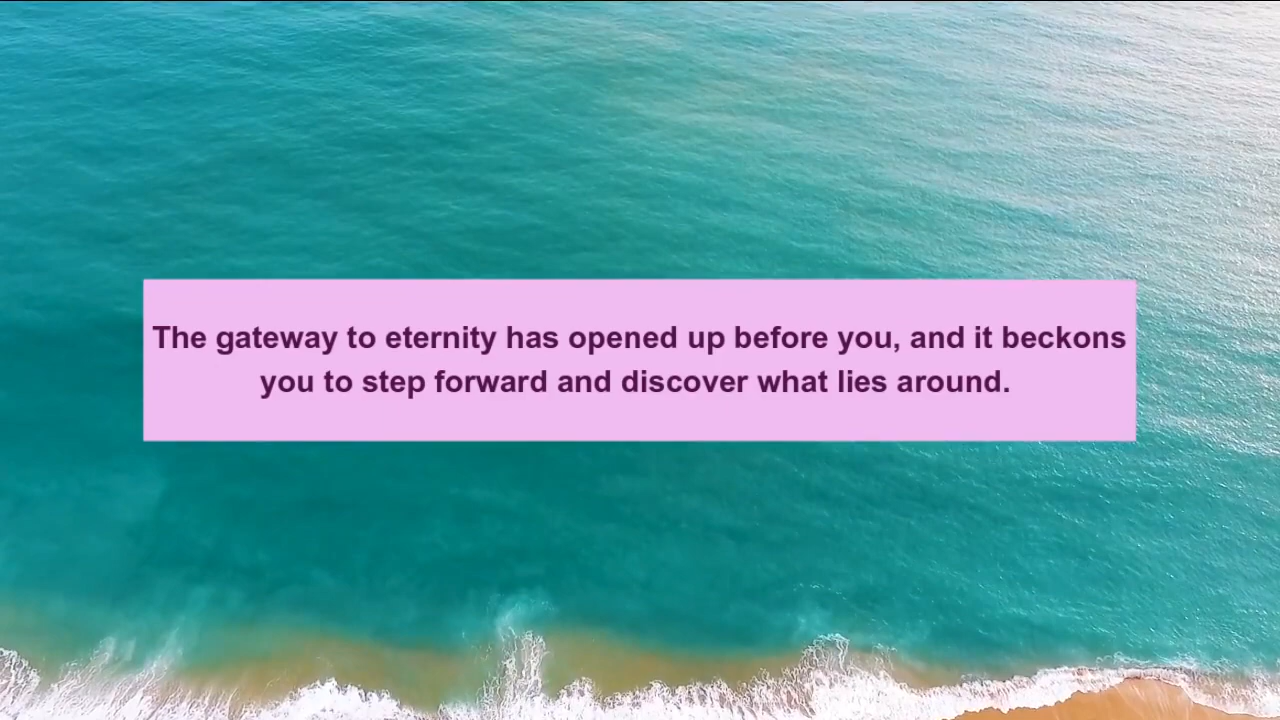 The gateway to eternity has opened up before you, and it beckons
you to step forward and discover what lies around.